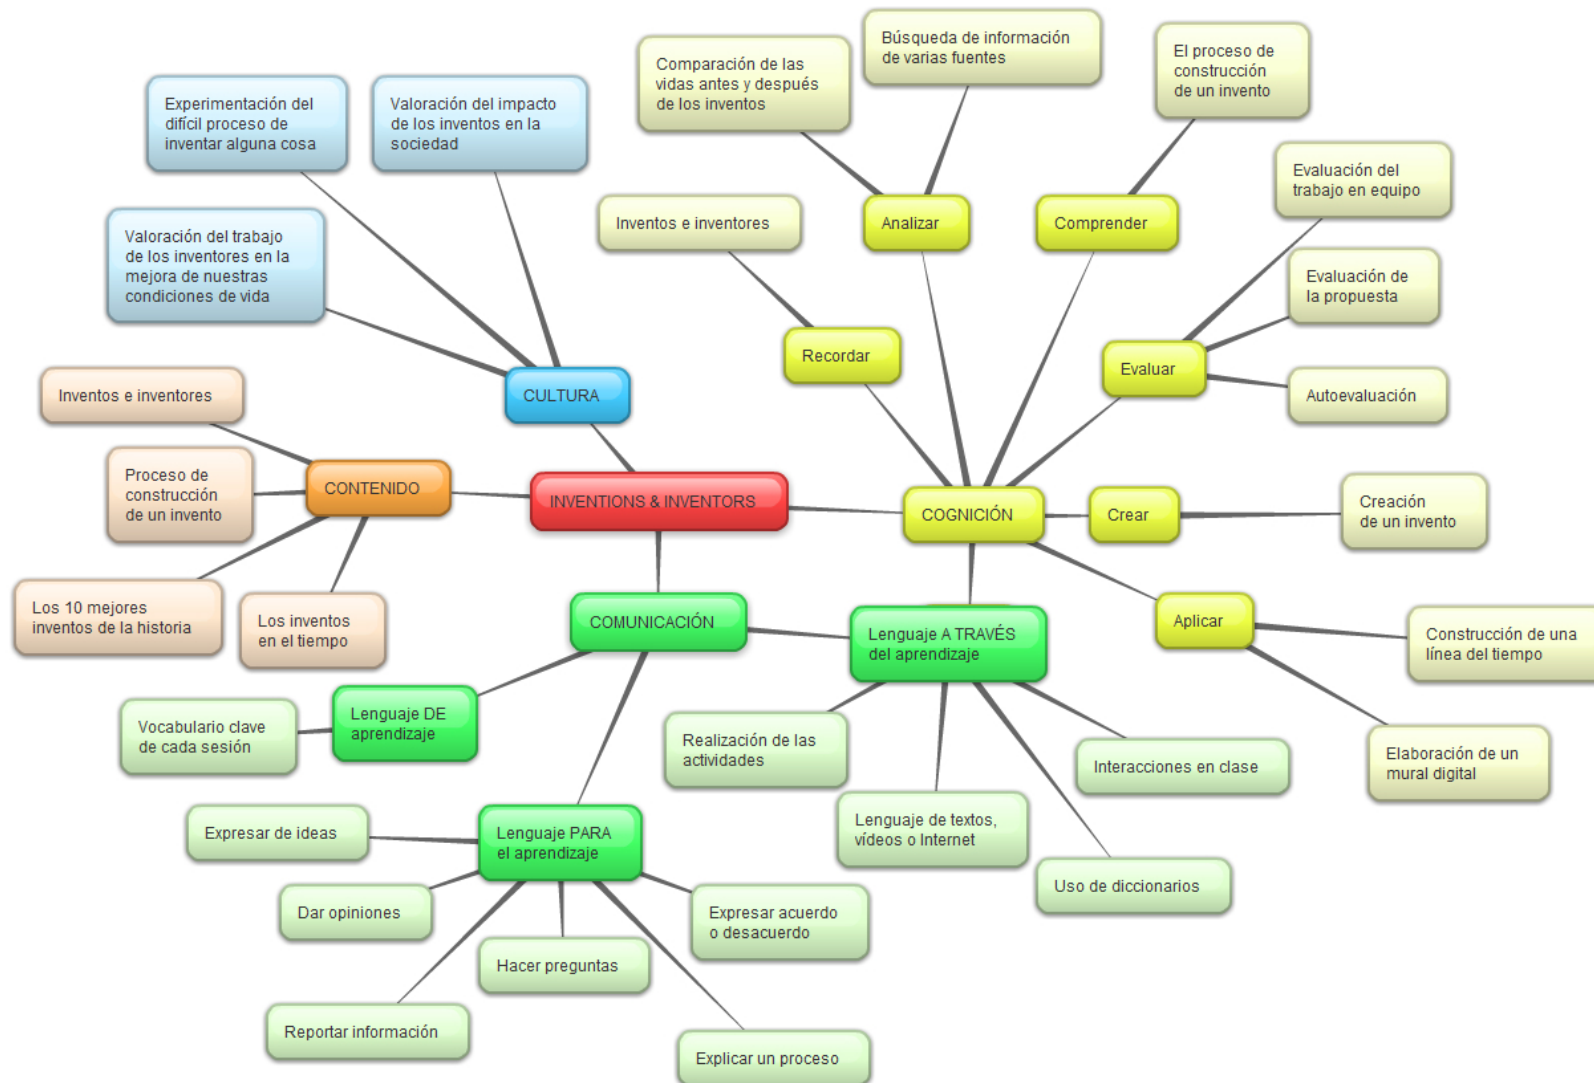 Experimentación del
difícil proceso de
inventar alguna cosa
Valoración del impacto
de los inventos en la
sociedad
Valoración del trabajo
de los inventores en la
mejora de nuestras
condiciones de vida
CULTURA
Inventos e inventores
Proceso de
construcción
de un invento
Los 10 mejores
inventos de la historia
Los inventos
en el tiempo
CONTENIDO
INVENTIONS & INVENTORS
Comparación de las
vidas antes y después
de los inventos
Búsqueda de información
de varias fuentes
El proceso de
construcción
de un invento
Inventos e inventores
Analizar
Comprender
Evaluación del
trabajo en equipo
Evaluación de
la propuesta
Autoevaluación
Recordar
Evaluar
COGNICIÓN
Crear
Creación
de un invento
Aplicar
Construcción de una
línea del tiempo
Elaboración de un
mural digital
COMUNICACIÓN
Lenguaje A TRAVÉS
del aprendizaje
Realización de las
actividades
Lenguaje de textos,
vídeos o Internet
Interacciones en clase
Uso de diccionarios
Lenguaje DE
aprendizaje
Vocabulario clave
de cada sesión
Lenguaje PARA
el aprendizaje
Expresar de ideas
Dar opiniones
Reportar información
Hacer preguntas
Expresar acuerdo
o desacuerdo
Explicar un proceso